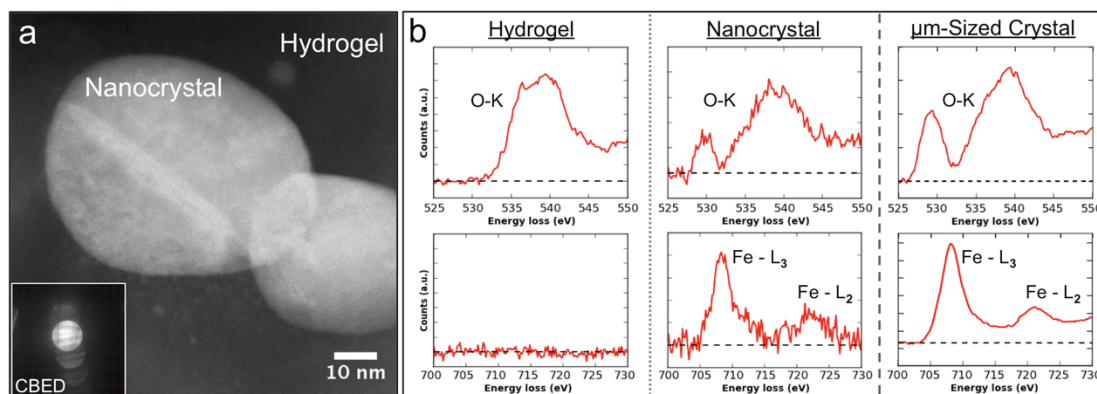 a
Hydrogel
Nanocrystal
CBED
10 nm
b
Hydrogel
Nanocrystal
µm-Sized Crystal
O-K
Counts (a.u.)
525 530 535 540 545 550
Energy loss (eV)
O-K
525 530 535 540 545 550
Energy loss (eV)
O-K
525 530 535 540 545 550
Energy loss (eV)
Counts (a.u.)
700 705 710 715 720 725 730
Energy loss (eV)
Fe - L₃
Fe - L₂
700 705 710 715 720 725 730
Energy loss (eV)
Fe - L₃
Fe - L₂
700 705 710 715 720 725 730
Energy loss (eV)